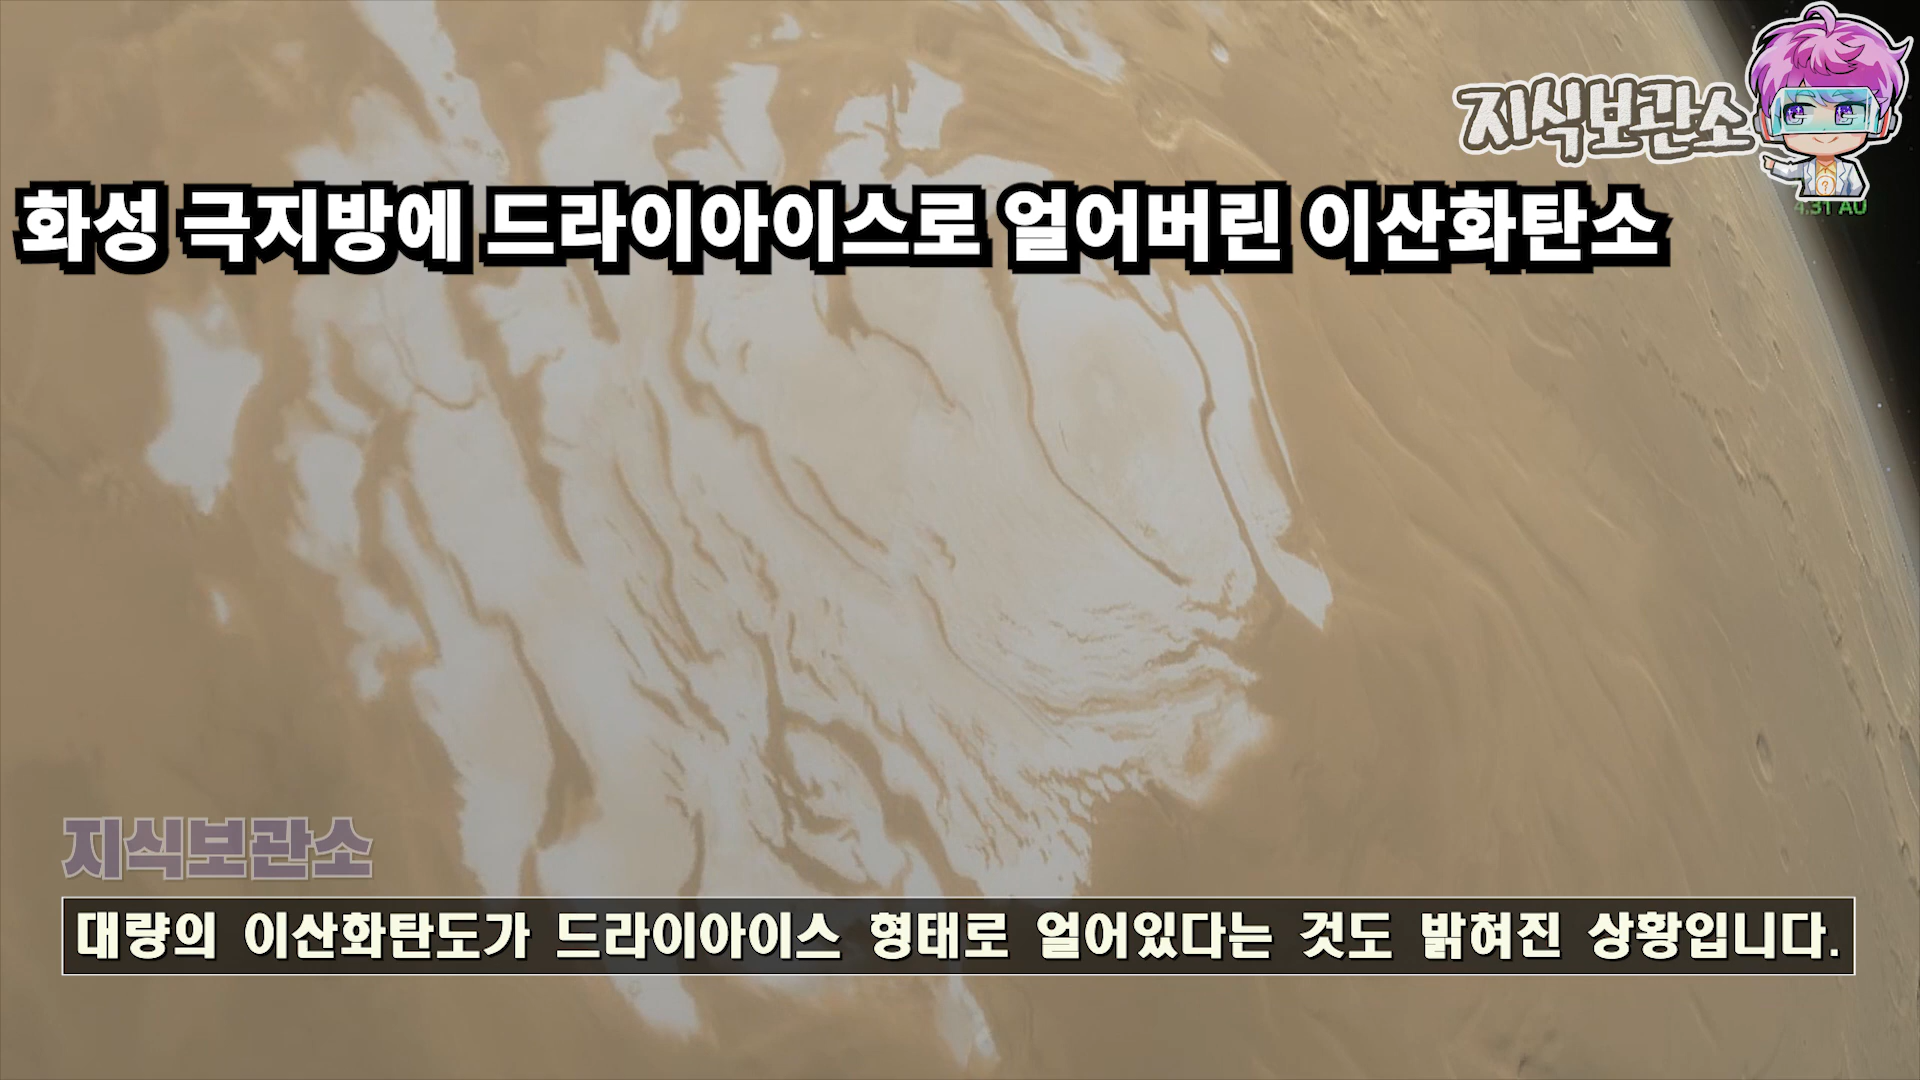 지식보관소
4.31 AU
화성 극지방에 드라이아이스로 얼어버린 이산화탄소
지식보관소
대량의 이산화탄도가 드라이아이스 형태로 얼어있다는 것도 밝혀진 상황입니다.